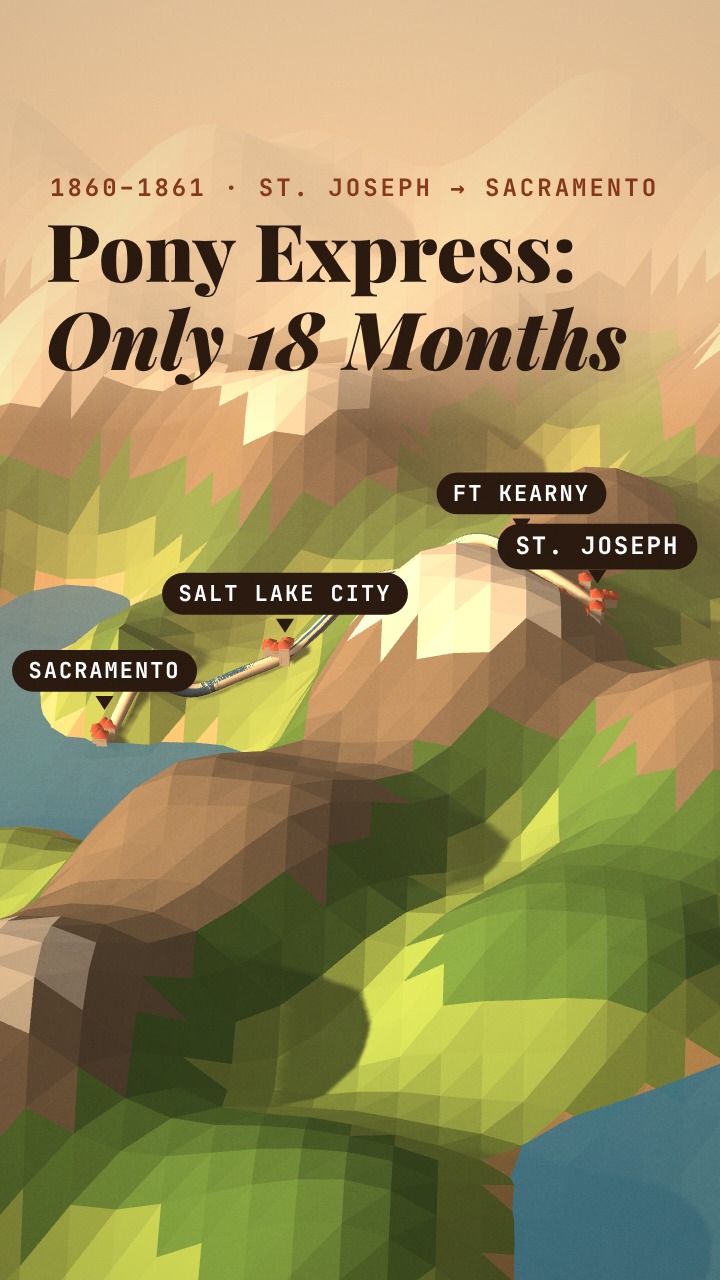 1860–1861 · ST. JOSEPH → SACRAMENTO
Pony Express:
Only 18 Months
FT KEARNY
ST. JOSEPH
SALT LAKE CITY
SACRAMENTO